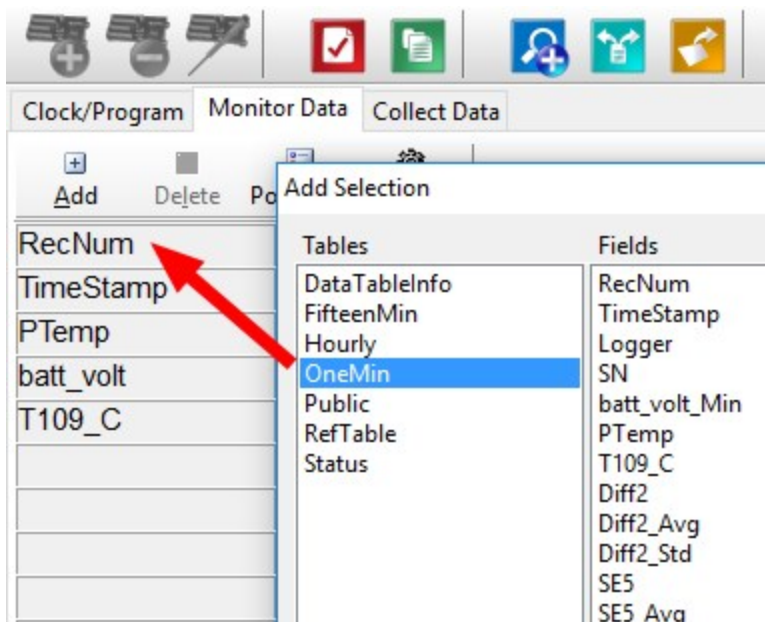 Clock/Program Monitor Data Collect Data
Add Delete Po
Add Selection
RecNum
TimeStamp
PTemp
batt_volt
T109_C
Tables
DataTableInfo
FifteenMin
Hourly
OneMin
Public
RefTable
Status
Fields
RecNum
TimeStamp
Logger
SN
batt_volt_Min
PTemp
T109_C
Diff2
Diff2_Avg
Diff2_Std
SE5
SE5_Avg